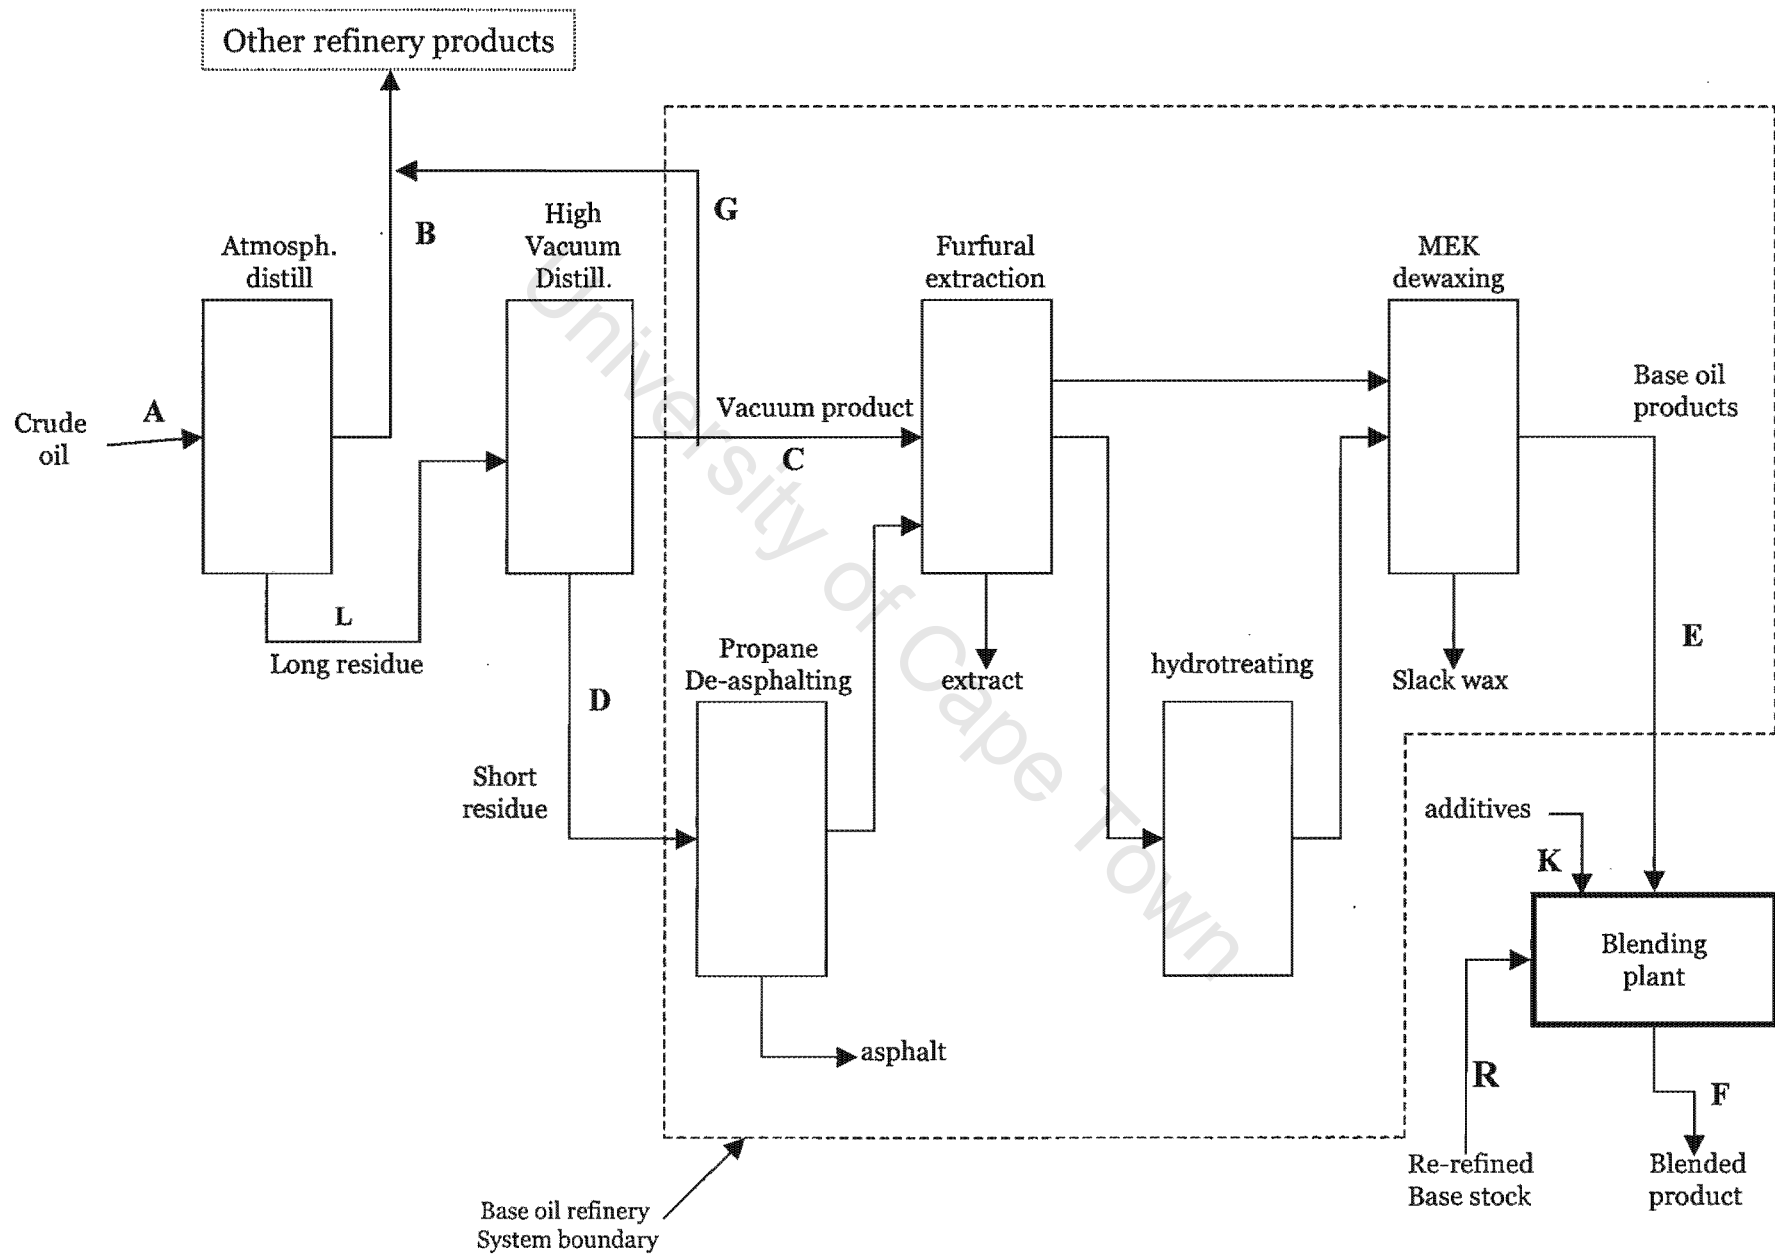 Other refinery products
G
B
High
Vacuum
Distill.
Atmosph.
distill
Furfural
extraction
MEK
dewaxing
Base oil
products
Vacuum product
A
Crude
oil
C
L
Long residue
D
E
Propane
De-asphalting
extract
hydrotreating
Slack wax
Short
residue
additives
K
Blending
plant
asphalt
R
F
Re-refined
Base stock
Blended
product
Base oil refinery
System boundary
University of Cape Town